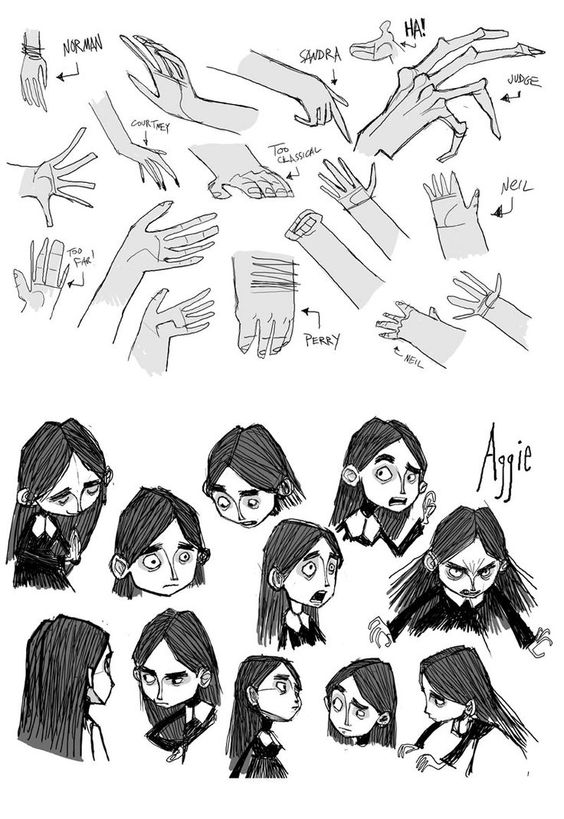 NORMAN
SANDRA
HA!
JUDGE
COURTNEY
TOO
CLASSICAL
NEIL
TOO
FAR!
PERRY
NEIL
Aggie